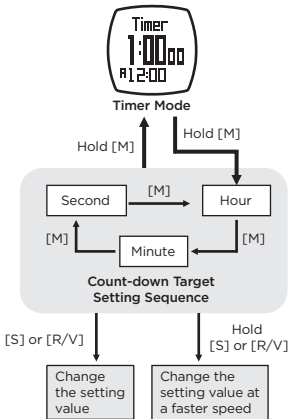 Timer
1:00 00
A 12:00
Timer Mode
Hold [M]
Hold [M]
Second
[M]
Hour
[M]
[M]
Minute
Count-down Target
Setting Sequence
[S] or [R/V]
Hold
[S] or [R/V]
Change
the setting
value
Change the
setting value at
a faster speed